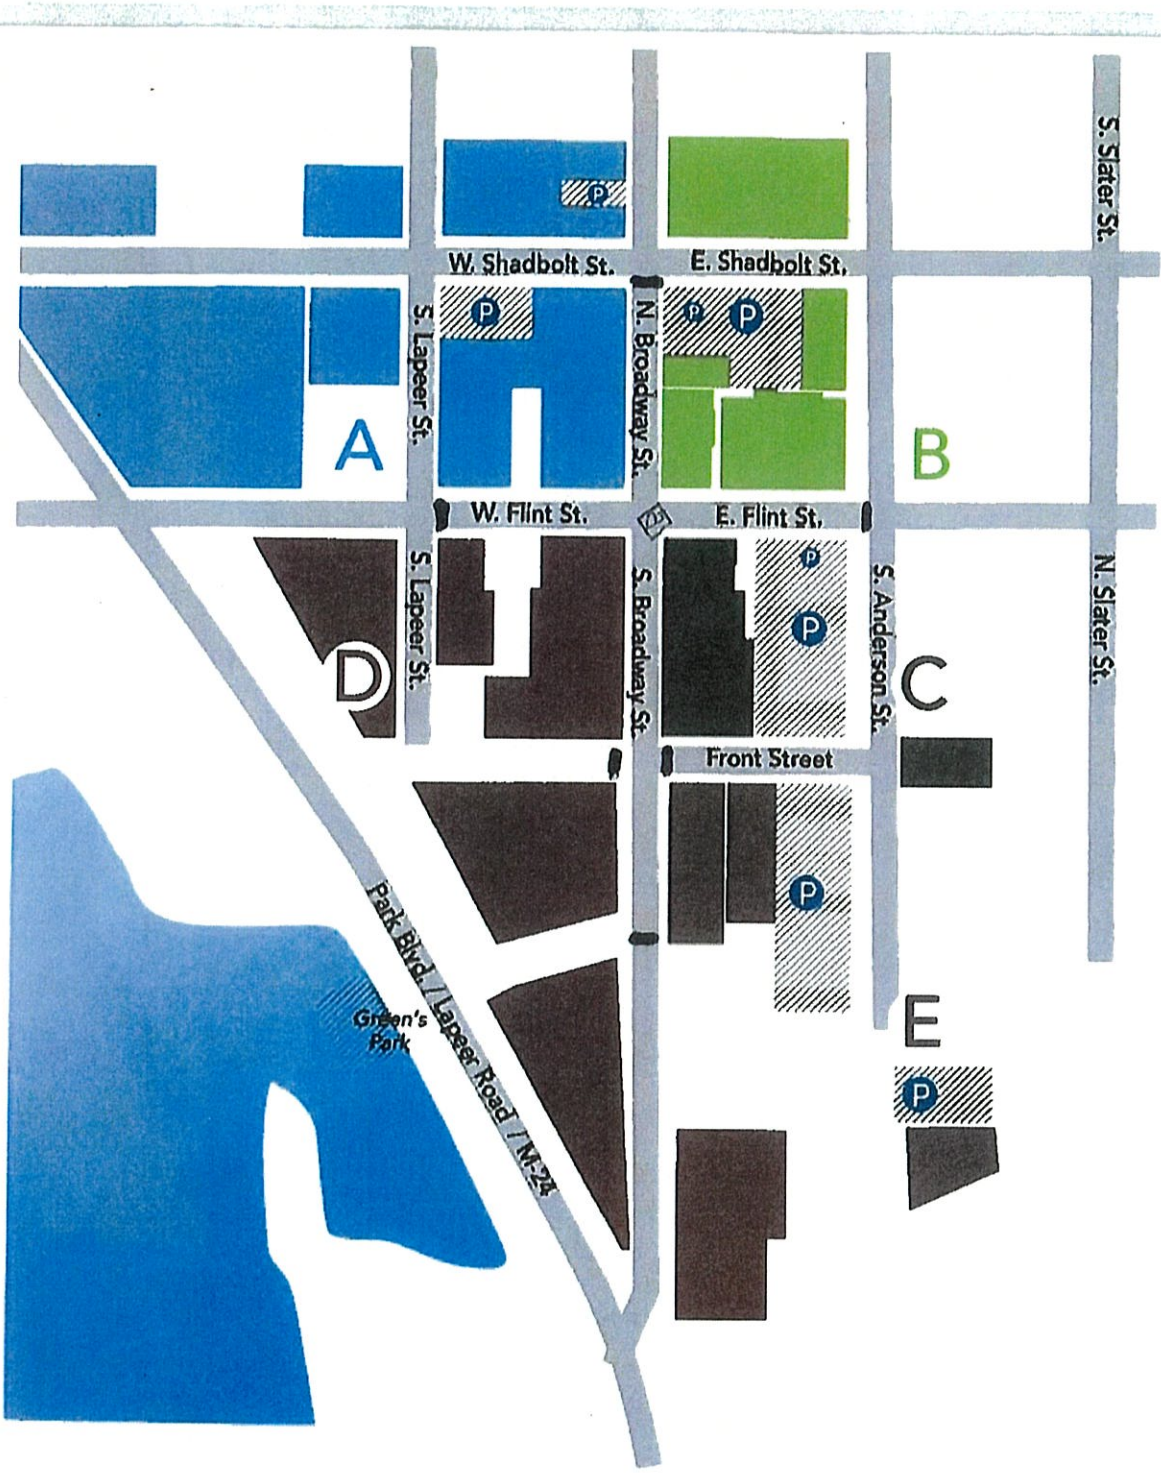 S. Slater St.
P
W. Shadbolt St.
E. Shadbolt St.
P
P
P
S. Lapeer St.
N. Broadway St.
A
B
W. Flint St.
E. Flint St.
P
P
S. Lapeer St.
S. Broadway St.
S. Anderson St.
N. Slater St.
D
C
Front Street
P
Park Blvd. / Lapeer Road / M-24
Green's
Park
E
P